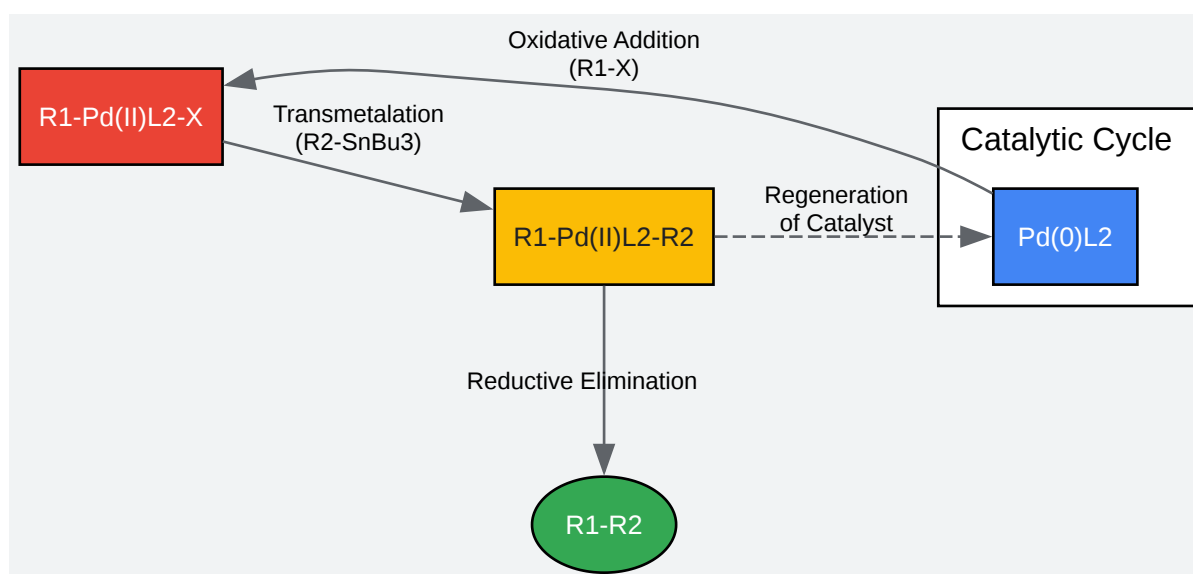 Oxidative Addition
(R1-X)
R1-Pd(II)L2-X
Transmetalation
(R2-SnBu3)
Catalytic Cycle
Regeneration
of Catalyst
R1-Pd(II)L2-R2
Pd(0)L2
Reductive Elimination
R1-R2